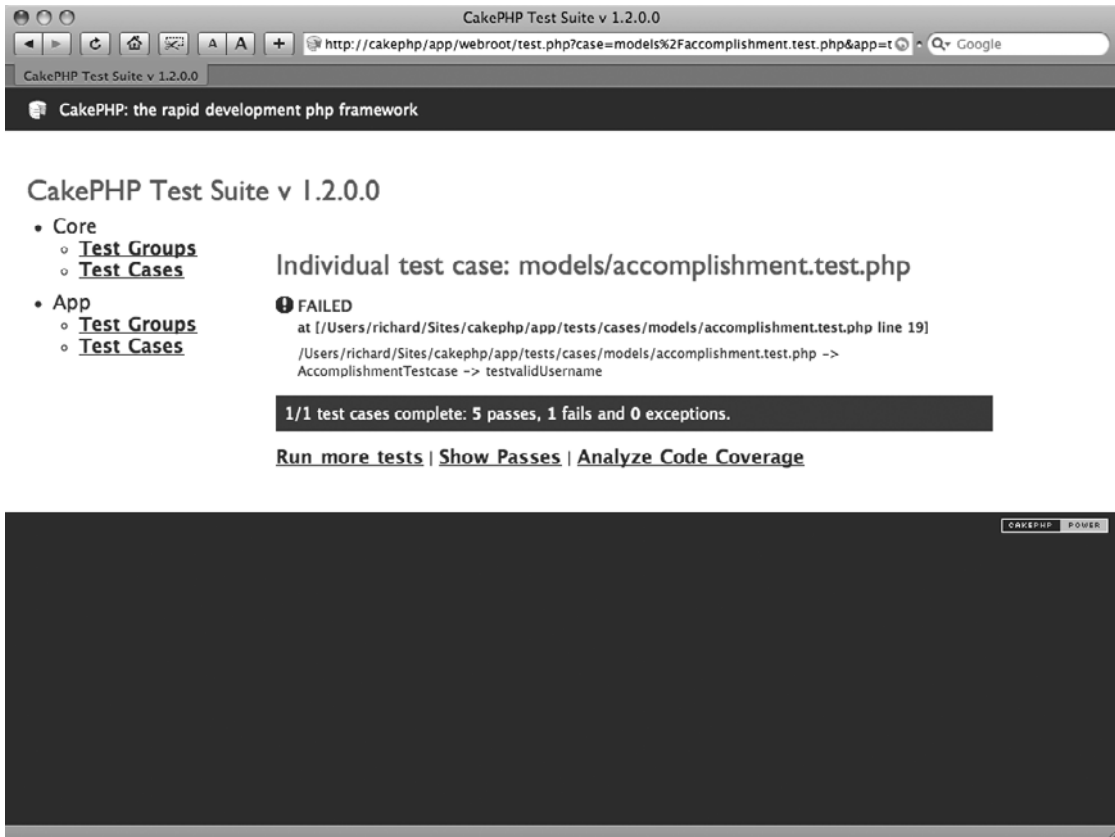 CakePHP Test Suite v 1.2.0.0
A A + http://cakephp/app/webroot/test.php?case=models%2Faccomplishment.test.php&app=t Google
CakePHP Test Suite v 1.2.0.0
CakePHP: the rapid development php framework
CakePHP Test Suite v 1.2.0.0
• Core
Test Groups
Test Cases
• App
Test Groups
Test Cases
Individual test case: models/accomplishment.test.php
FAILED
at [/Users/richard/Sites/cakephp/app/tests/cases/models/accomplishment.test.php line 19]
/Users/richard/Sites/cakephp/app/tests/cases/models/accomplishment.test.php ->
AccomplishmentTestcase -> testvalidUsername
1/1 test cases complete: 5 passes, 1 fails and 0 exceptions.
Run more tests | Show Passes | Analyze Code Coverage
CAKEPHP POWER